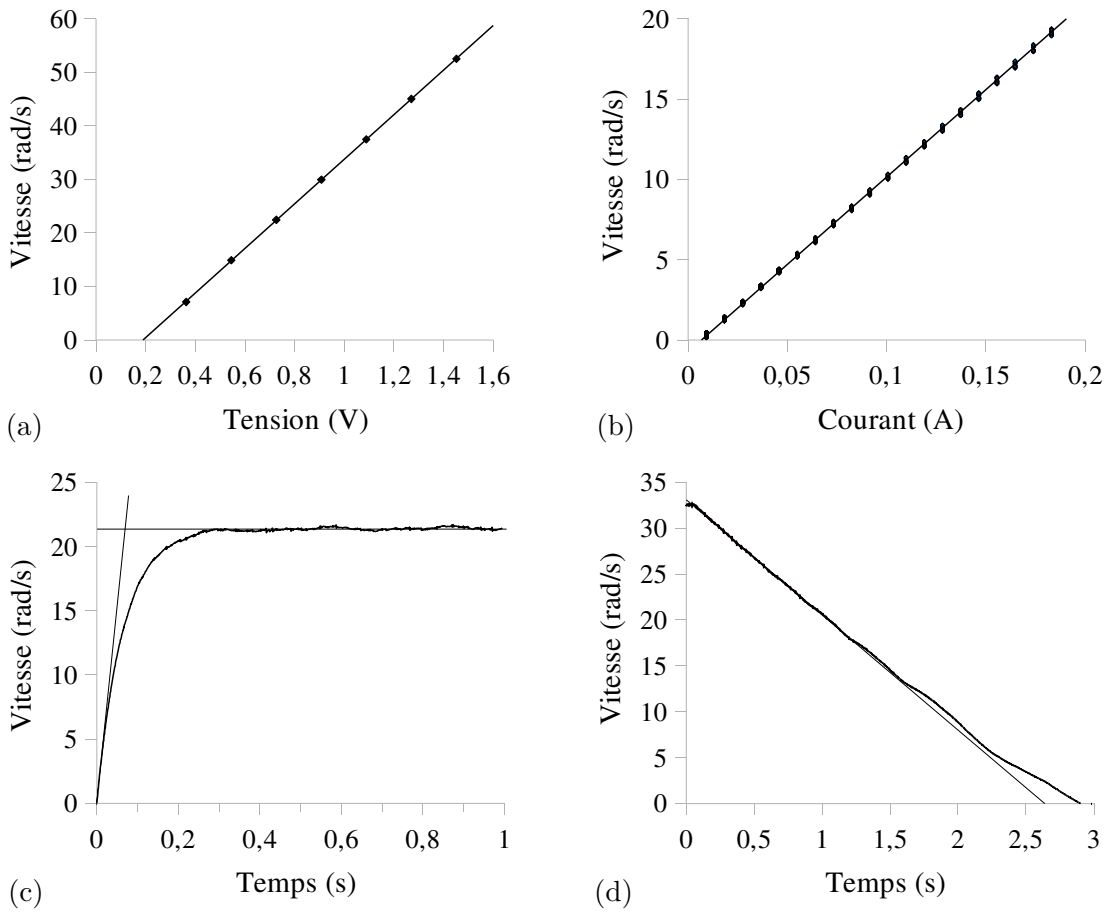 60
50
40
30
20
10
0
Vitesse (rad/s)
0 0,2 0,4 0,6 0,8 1 1,2 1,4 1,6
Tension (V)
(a)
20
15
10
5
0
Vitesse (rad/s)
0 0,05 0,1 0,15 0,2
Courant (A)
(b)
25
20
15
10
5
0
Vitesse (rad/s)
0 0,2 0,4 0,6 0,8 1
Temps (s)
(c)
35
30
25
20
15
10
5
0
Vitesse (rad/s)
0 0,5 1 1,5 2 2,5 3
Temps (s)
(d)